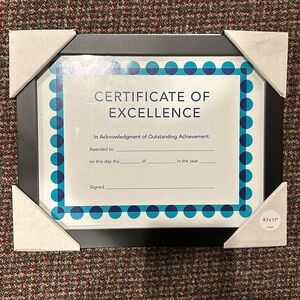 CERTIFICATE OF
EXCELLENCE
In Acknowledgment of Outstanding Achievement:
Awarded to:
on this day the of in the year
Signed
8.5 x 11"